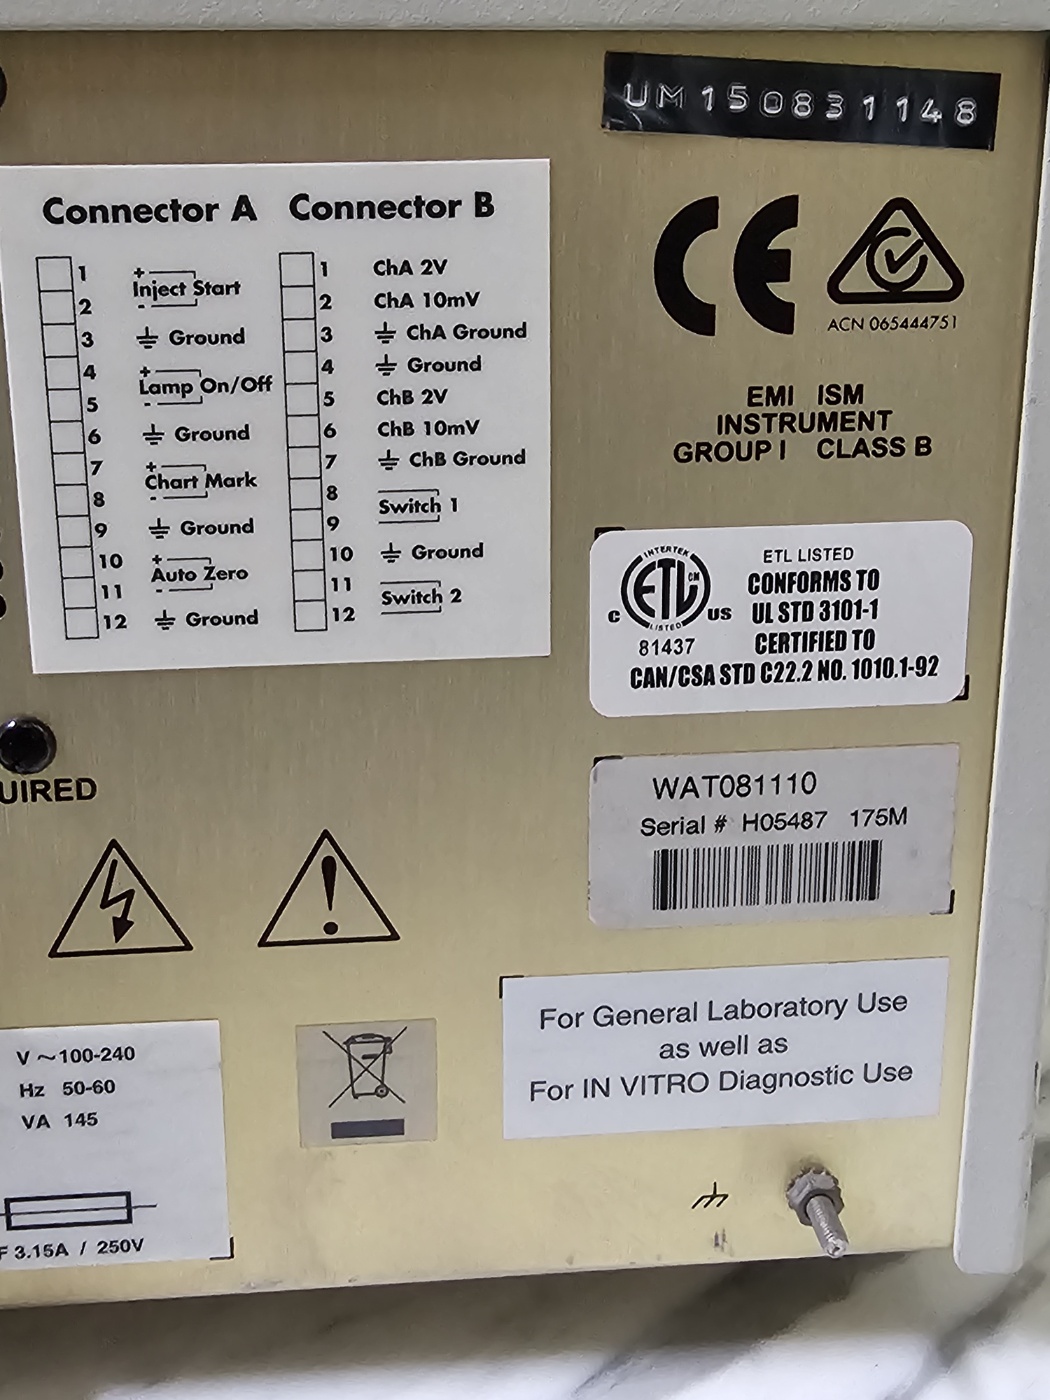 UM150831148
Connector A
1
+
Inject Start
2
-
3
Ground
4
+
Lamp On/Off
5
-
6
Ground
7
+
Chart Mark
8
-
9
Ground
10
+
Auto Zero
11
-
12
Ground
Connector B
1 ChA 2V
2 ChA 10mV
3 ChA Ground
4 Ground
5 ChB 2V
6 ChB 10mV
7 ChB Ground
8
Switch 1
9
10 Ground
11
Switch 2
12
CE
ACN 065444751
EMI ISM
INSTRUMENT
GROUP I CLASS B
INTERTEK
ETL CM
LISTED
C US
81437
ETL LISTED
CONFORMS TO
UL STD 3101-1
CERTIFIED TO
CAN/CSA STD C22.2 NO. 1010.1-92
UIRED
WAT081110
Serial # H05487 175M
For General Laboratory Use
as well as
For IN VITRO Diagnostic Use
V ~100-240
Hz 50-60
VA 145
F 3.15A / 250V